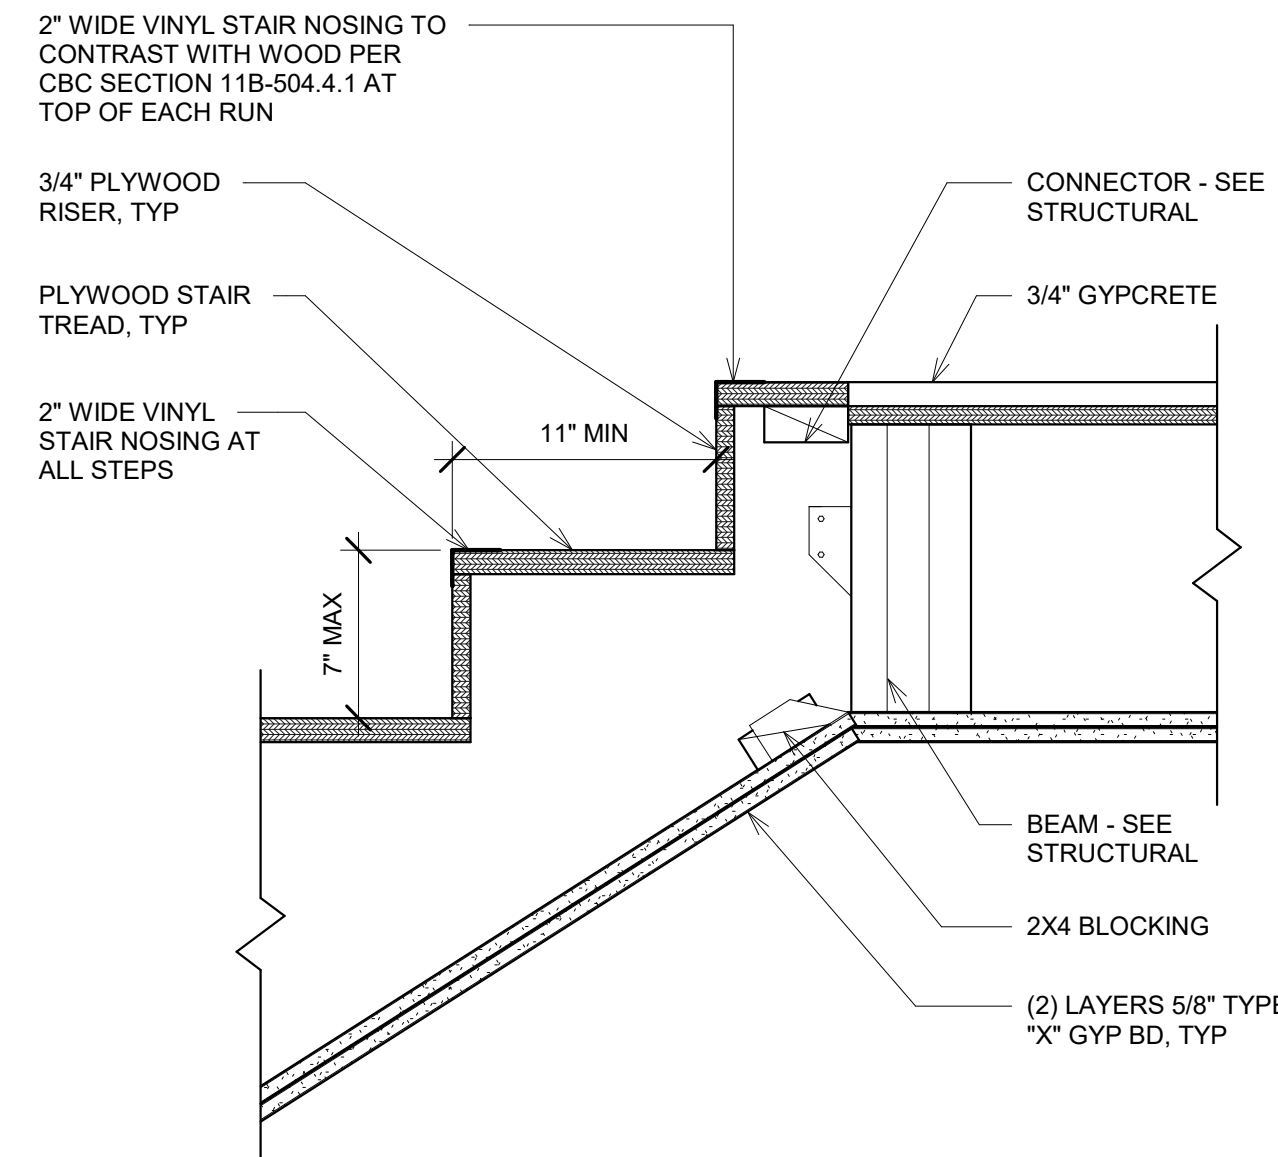 2" WIDE VINYL STAIR NOSING TO
CONTRAST WITH WOOD PER
CBC SECTION 11B-504.4.1 AT
TOP OF EACH RUN
3/4" PLYWOOD
RISER, TYP
PLYWOOD STAIR
TREAD, TYP
2" WIDE VINYL
STAIR NOSING AT
ALL STEPS
11" MIN
7" MAX
CONNECTOR - SEE
STRUCTURAL
3/4" GYPCRETE
BEAM - SEE
STRUCTURAL
2X4 BLOCKING
(2) LAYERS 5/8" TYPE
"X" GYP BD, TYP